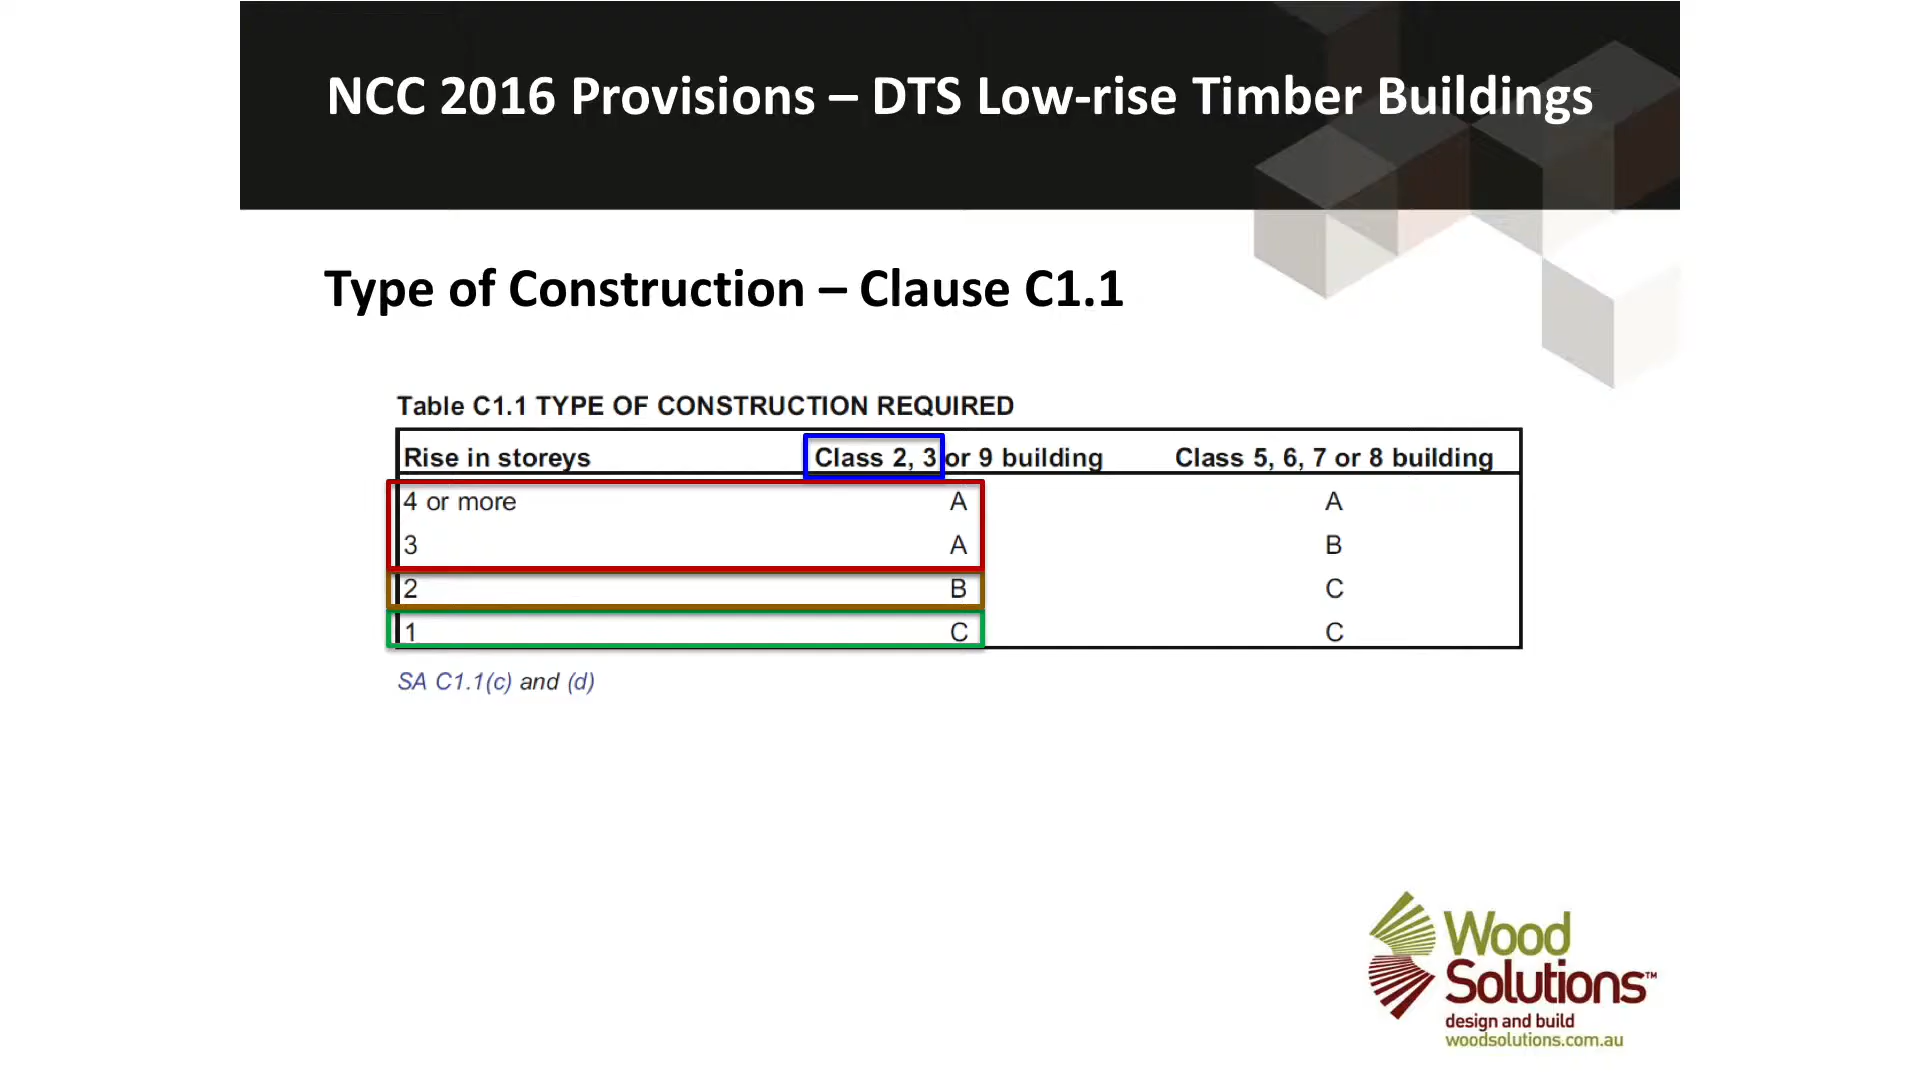 NCC 2016 Provisions – DTS Low-rise Timber Buildings
Type of Construction – Clause C1.1
Table C1.1 TYPE OF CONSTRUCTION REQUIRED
Rise in storeys Class 2, 3 or 9 building Class 5, 6, 7 or 8 building
4 or more A A
3 A B
2 B C
1 C C
SA C1.1(c) and (d)
Wood
Solutions™
design and build
woodsolutions.com.au